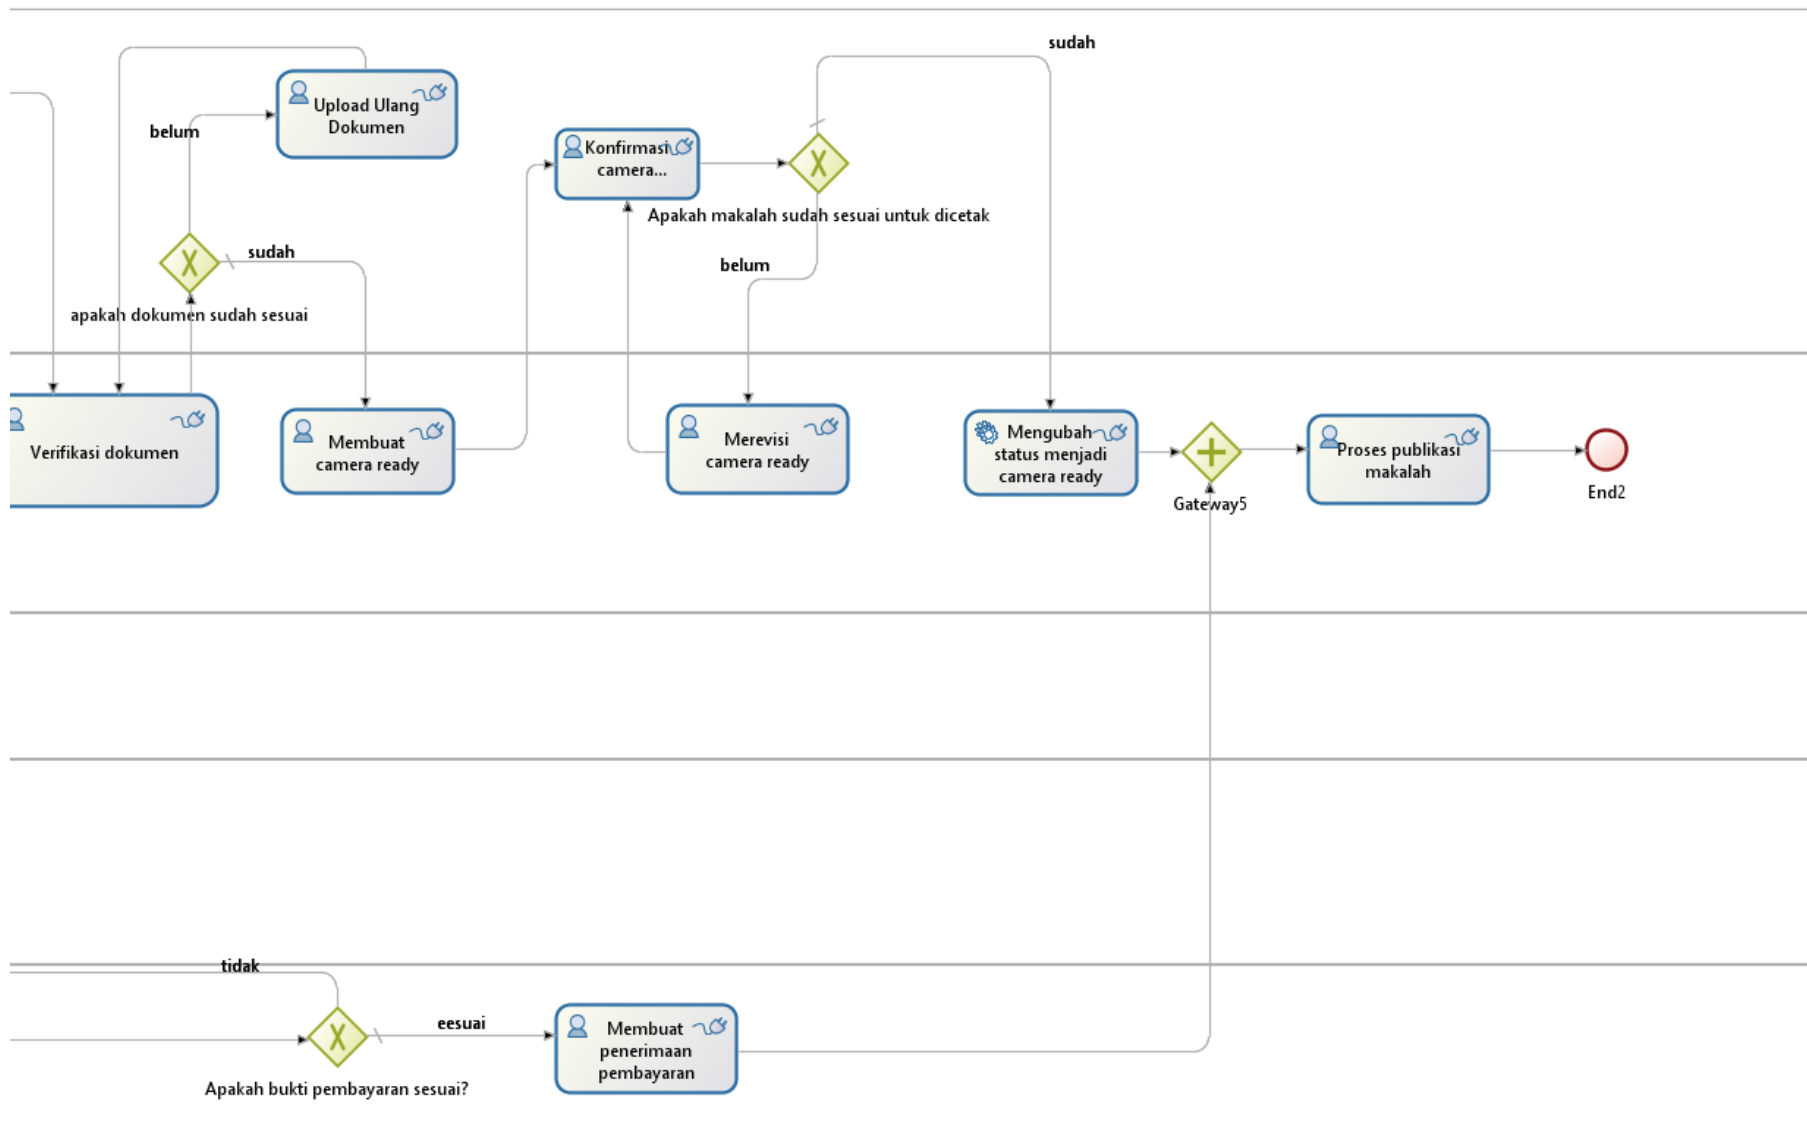 sudah
Upload Ulang
Dokumen
belum
Konfirmasi
camera...
Apakah makalah sudah sesuai untuk dicetak
sudah
belum
apakah dokumen sudah sesuai
Verifikasi dokumen
Membuat
camera ready
Merevisi
camera ready
Mengubah
status menjadi
camera ready
Gateway5
Proses publikasi
makalah
End2
tidak
eesuai
Membuat
penerimaan
pembayaran
Apakah bukti pembayaran sesuai?